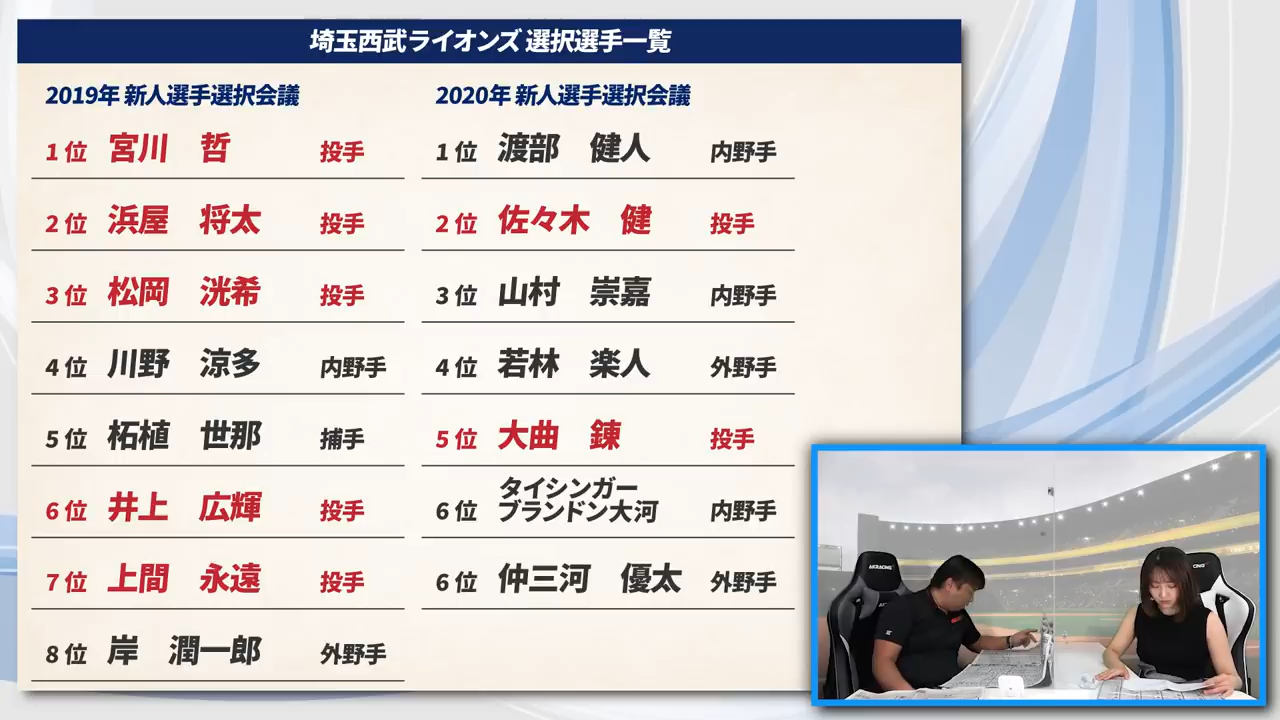 埼玉西武ライオンズ 選択選手一覧
2019年 新人選手選択会議
1位 宮川 哲 投手
2位 浜屋 将太 投手
3位 松岡 洸希 投手
4位 川野 涼多 内野手
5位 柘植 世那 捕手
6位 井上 広輝 投手
7位 上間 永遠 投手
8位 岸 潤一郎 外野手
2020年 新人選手選択会議
1位 渡部 健人 内野手
2位 佐々木 健 投手
3位 山村 崇嘉 内野手
4位 若林 楽人 外野手
5位 大曲 錬 投手
6位 タイシンガー
ブランドン大河 内野手
6位 仲三河 優太 外野手
AKRACING